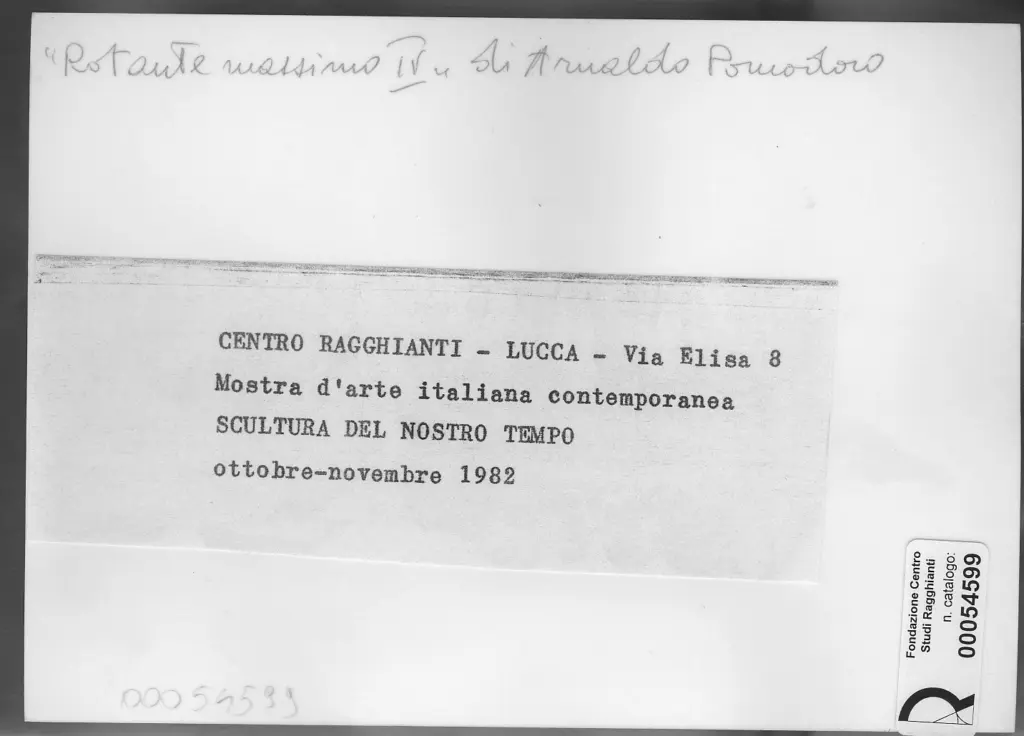 "Rotante massimo IV" di Arnaldo Pomodoro
CENTRO RAGGHIANTI - LUCCA - Via Elisa 8
Mostra d'arte italiana contemporanea
SCULTURA DEL NOSTRO TEMPO
ottobre-novembre 1982
Fondazione Centro
Studi Ragghianti
n. catalogo:
00054599
00054599